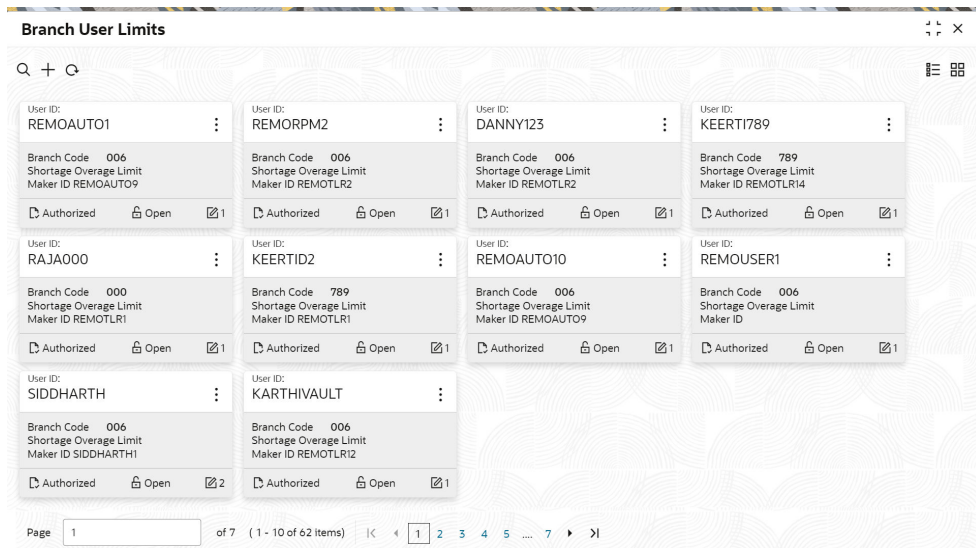 Branch User Limits
User ID:
REMOAUTO1
Branch Code 006
Shortage Overage Limit
Maker ID REMOAUTO9
Authorized Open 1
User ID:
REMORPM2
Branch Code 006
Shortage Overage Limit
Maker ID REMOTLR2
Authorized Open 1
User ID:
DANNY123
Branch Code 006
Shortage Overage Limit
Maker ID REMOTLR2
Authorized Open 1
User ID:
KEERTI789
Branch Code 789
Shortage Overage Limit
Maker ID REMOTLR14
Authorized Open 1
User ID:
RAJA000
Branch Code 000
Shortage Overage Limit
Maker ID REMOTLR1
Authorized Open 1
User ID:
KEERTID2
Branch Code 789
Shortage Overage Limit
Maker ID REMOTLR1
Authorized Open 1
User ID:
REMOAUTO10
Branch Code 006
Shortage Overage Limit
Maker ID REMOAUTO9
Authorized Open 1
User ID:
REMOUSER1
Branch Code 006
Shortage Overage Limit
Maker ID
Authorized Open 1
User ID:
SIDDHARTH
Branch Code 006
Shortage Overage Limit
Maker ID SIDDHARTH1
Authorized Open 2
User ID:
KARTHIVAULT
Branch Code 006
Shortage Overage Limit
Maker ID REMOTLR12
Authorized Open 1
Page 1 of 7 ( 1 - 10 of 62 items) 1 2 3 4 5 .... 7